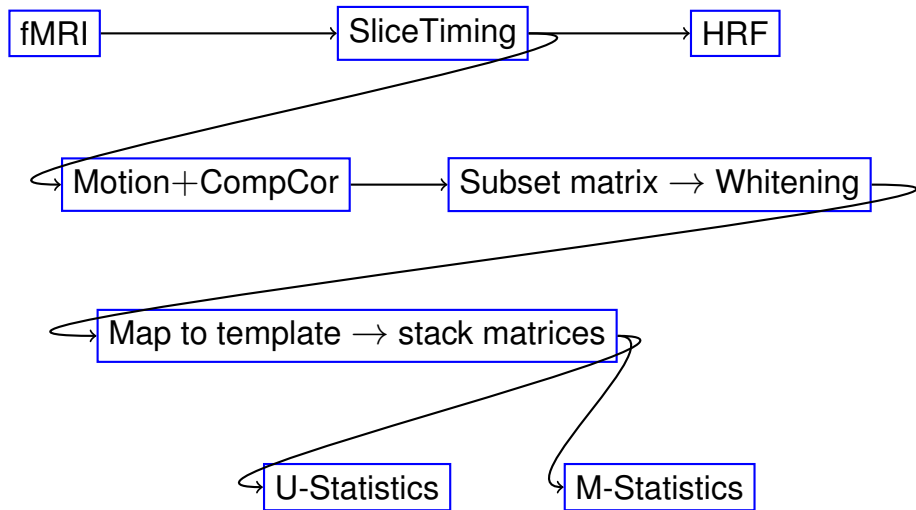 fMRI SliceTiming HRF
Motion+CompCor Subset matrix → Whitening
Map to template → stack matrices
U-Statistics M-Statistics